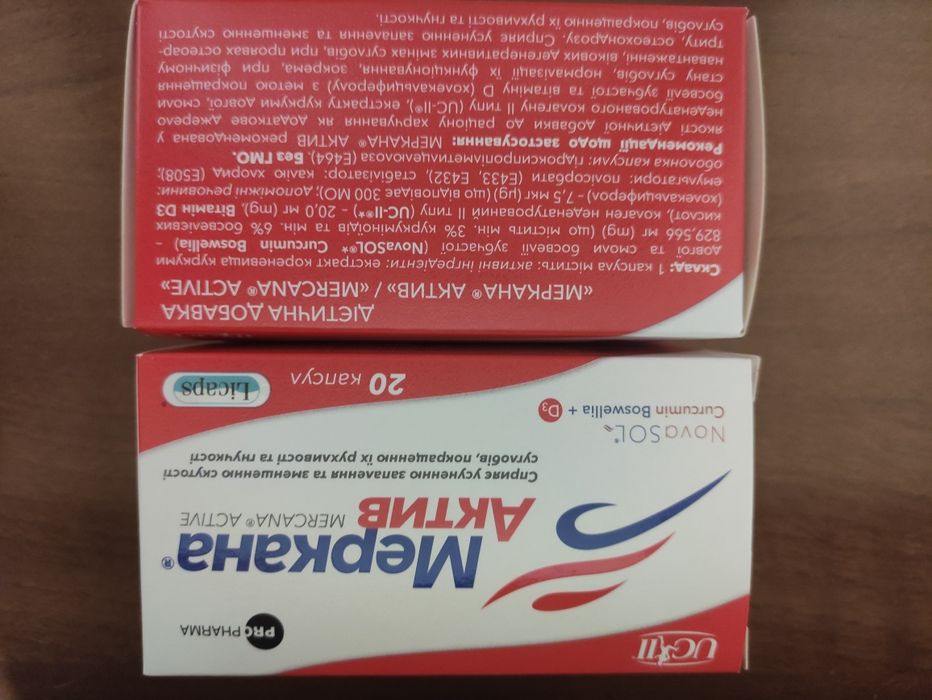 UC-II
PROPHARMA
Меркана®
АКТИВ MERCANA® ACTIVE
Сприяє усуненню запалення та зменшенню скутості
суглобів, покращенню їх рухливості та гнучкості
NovaSOL®
Curcumin Boswellia + D₃
20 капсул
Licaps®
ДІЄТИЧНА ДОБАВКА
«МЕРКАНА® АКТИВ» / «MERCANA® ACTIVE»
Склад: 1 капсула містить: активні інгредієнти: екстракт кореневища куркуми
довгої та смоли босвелії зубчастої (NovaSOL®* Curcumin Boswellia) –
829,566 мг (mg) (що містить мін. 3% куркуміноїдів та мін. 6% босвелієвих
кислот), колаген неденатурований II типу (UC-II®*) – 20,0 мг (mg), Вітамін D3
(холекальциферол) – 7,5 мкг (µg) (що відповідає 300 МО); допоміжні речовини:
емульгатори: полісорбати (E433, E432), стабілізатор: калію хлорид (E508);
оболонка капсули: гідроксипропілметилцелюлоза (E464). Без ГМО.
Рекомендації щодо застосування: МЕРКАНА® АКТИВ рекомендована у
якості дієтичної добавки до раціону харчування як додаткове джерело
неденатурованого колагену II типу (UC-II®), екстракту куркуми довгої, смоли
босвелії зубчастої та вітаміну D (холекальциферолу) з метою покращення
стану суглобів, нормалізації їх функціонування, зокрема, при фізичному
навантаженні, вікових дегенеративних змінах суглобів, при проявах остеоар-
триту, остеохондрозу. Сприяє усуненню запалення та зменшенню скутості
суглобів, покращенню їх рухливості та гнучкості.